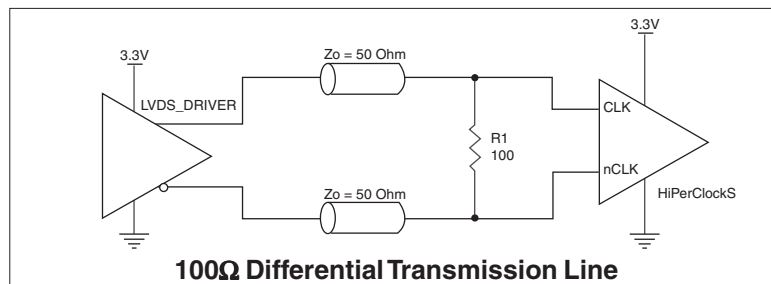 3.3V
Zo = 50 Ohm
3.3V
LVDS_DRIVER
CLK
R1
100
nCLK
Zo = 50 Ohm
HiPerClockS
100Ω Differential Transmission Line